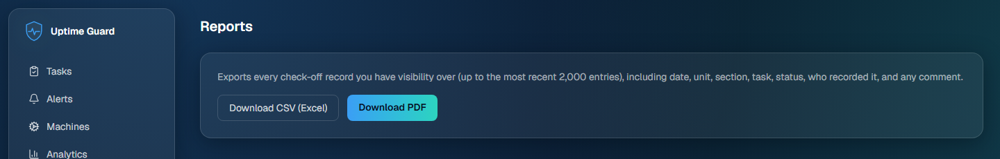 Uptime Guard
Tasks
Alerts
Machines
Analytics
Reports
Exports every check-off record you have visibility over (up to the most recent 2,000 entries), including date, unit, section, task, status, who recorded it, and any comment.
Download CSV (Excel)
Download PDF